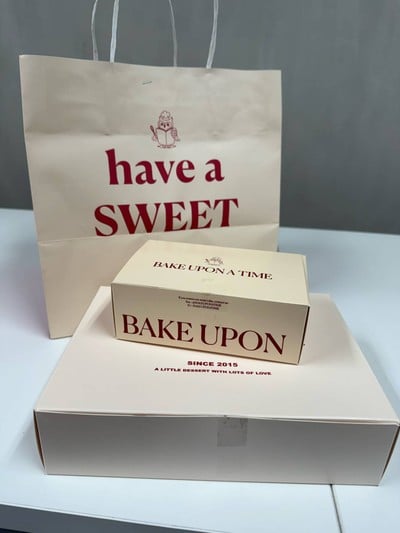 have a
SWEET
BAKE UPON A TIME
BAKE UPON
SINCE 2015
A LITTLE DESSERT WITH LOTS OF LOVE